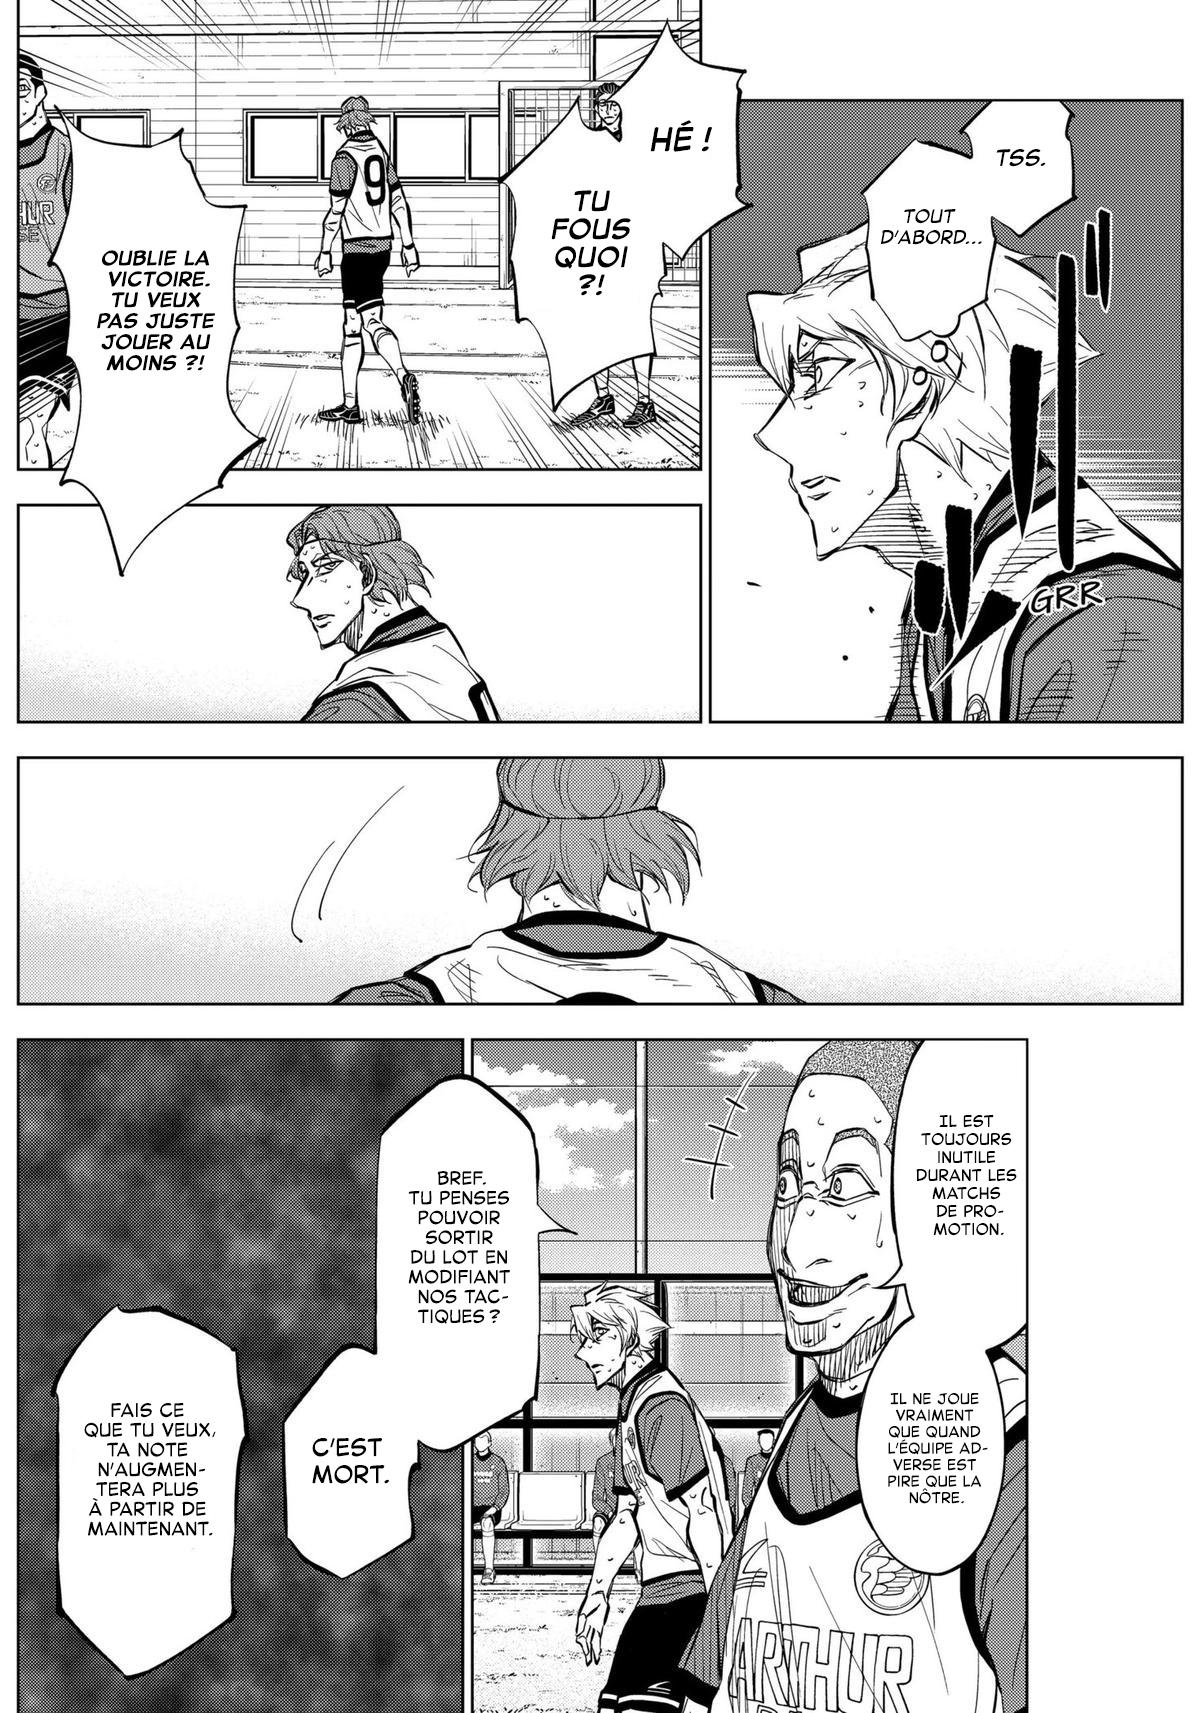 TSS.
TOUT
D'ABORD...
GRR
HÉ !
TU
FOUS
QUOI
?!
9
OUBLIE LA
VICTOIRE.
TU VEUX
PAS JUSTE
JOUER AU
MOINS ?!
IL EST
TOUJOURS
INUTILE
DURANT LES
MATCHS
DE PRO-
MOTION.
IL NE JOUE
VRAIMENT
QUE QUAND
L'ÉQUIPE AD-
VERSE EST
PIRE QUE LA
NÔTRE.
ARTHUR
BREF.
TU PENSES
POUVOIR
SORTIR
DU LOT EN
MODIFIANT
NOS TAC-
TIQUES ?
C'EST
MORT.
FAIS CE
QUE TU VEUX,
TA NOTE
N'AUGMEN-
TERA PLUS
À PARTIR DE
MAINTENANT.